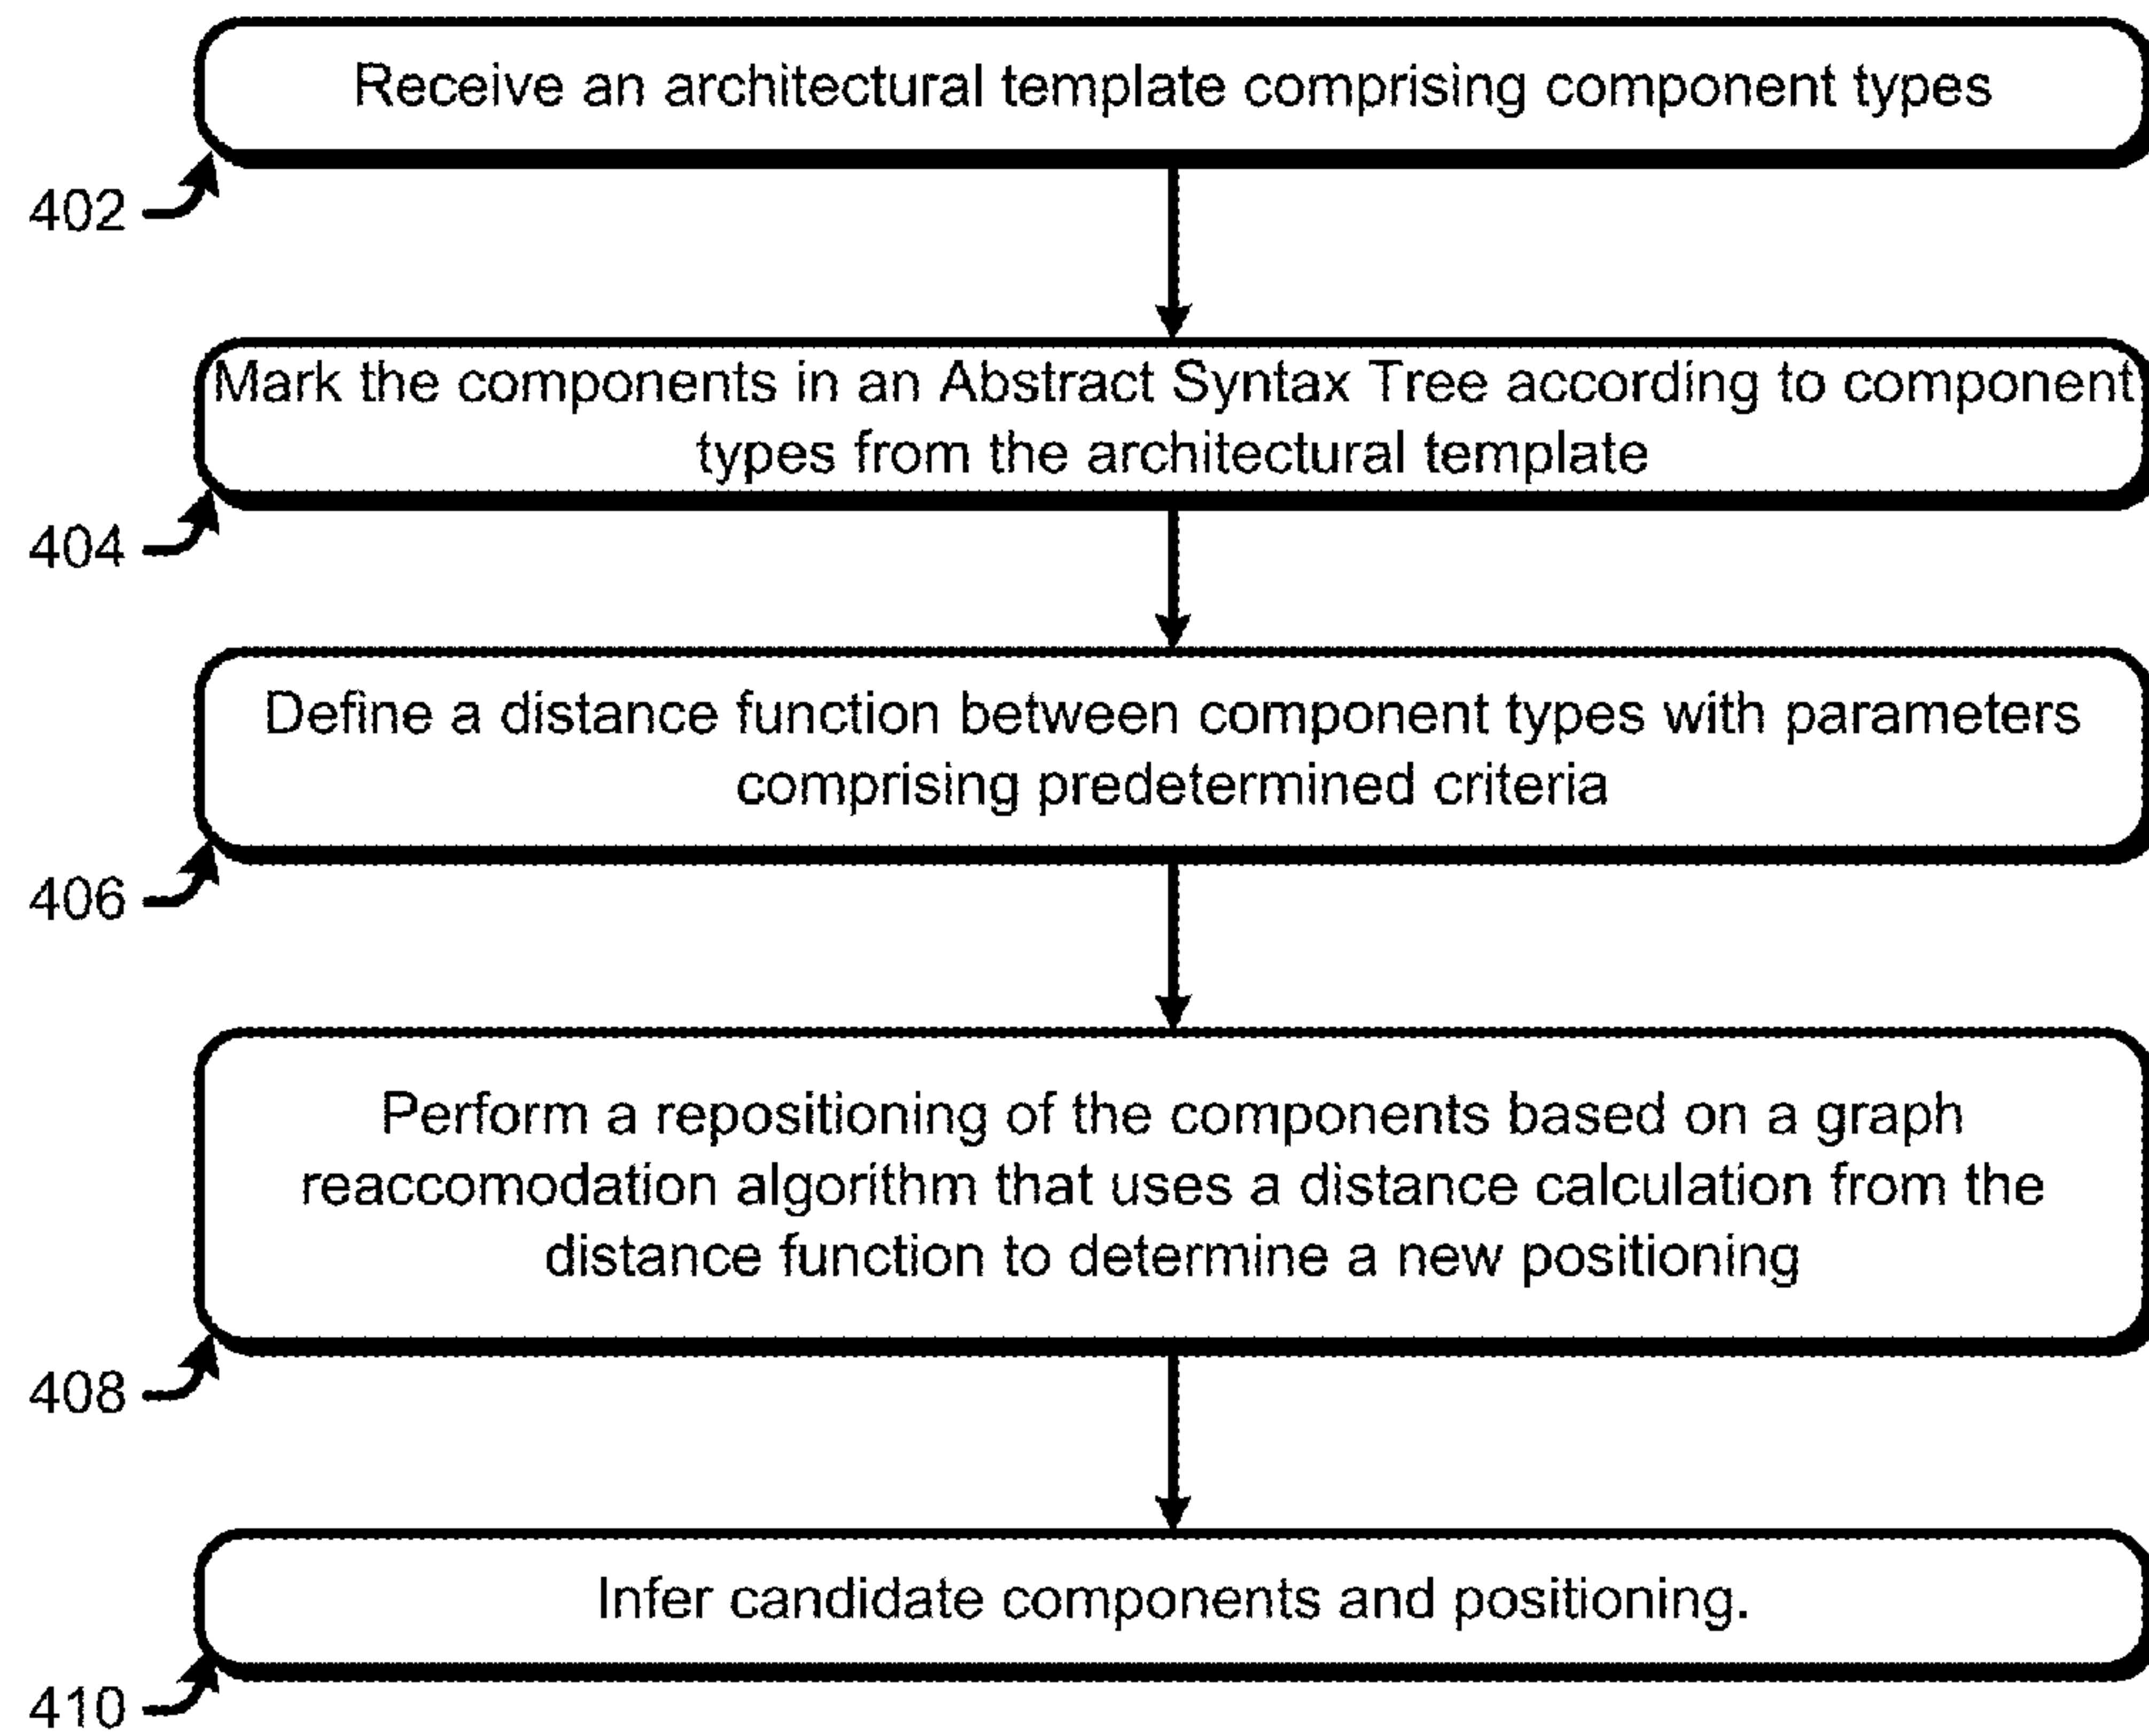 Receive an architectural template comprising component types
402
Mark the components in an Abstract Syntax Tree according to component
types from the architectural template
404
Define a distance function between component types with parameters
comprising predetermined criteria
406
Perform a repositioning of the components based on a graph
reaccomodation algorithm that uses a distance calculation from the
distance function to determine a new positioning
408
Infer candidate components and positioning.
410